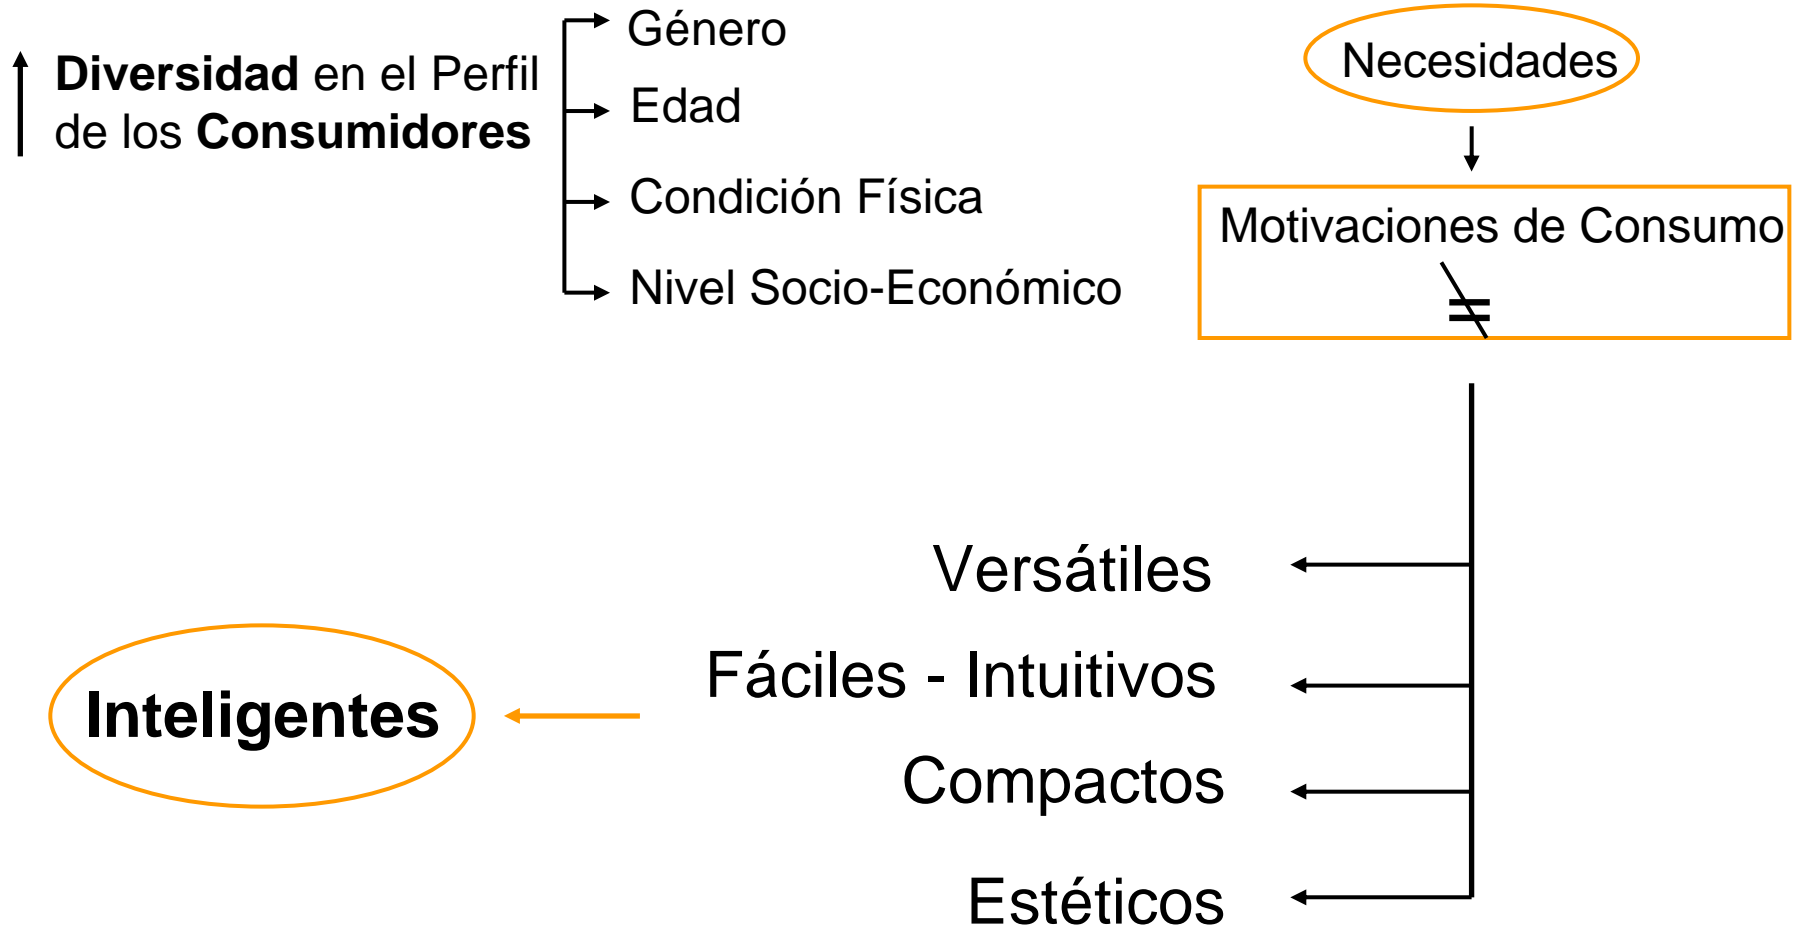 Diversidad en el Perfil
de los Consumidores
Género
Edad
Condición Física
Nivel Socio-Económico
Necesidades
Motivaciones de Consumo
=
Versátiles
Fáciles - Intuitivos
Compactos
Estéticos
Inteligentes